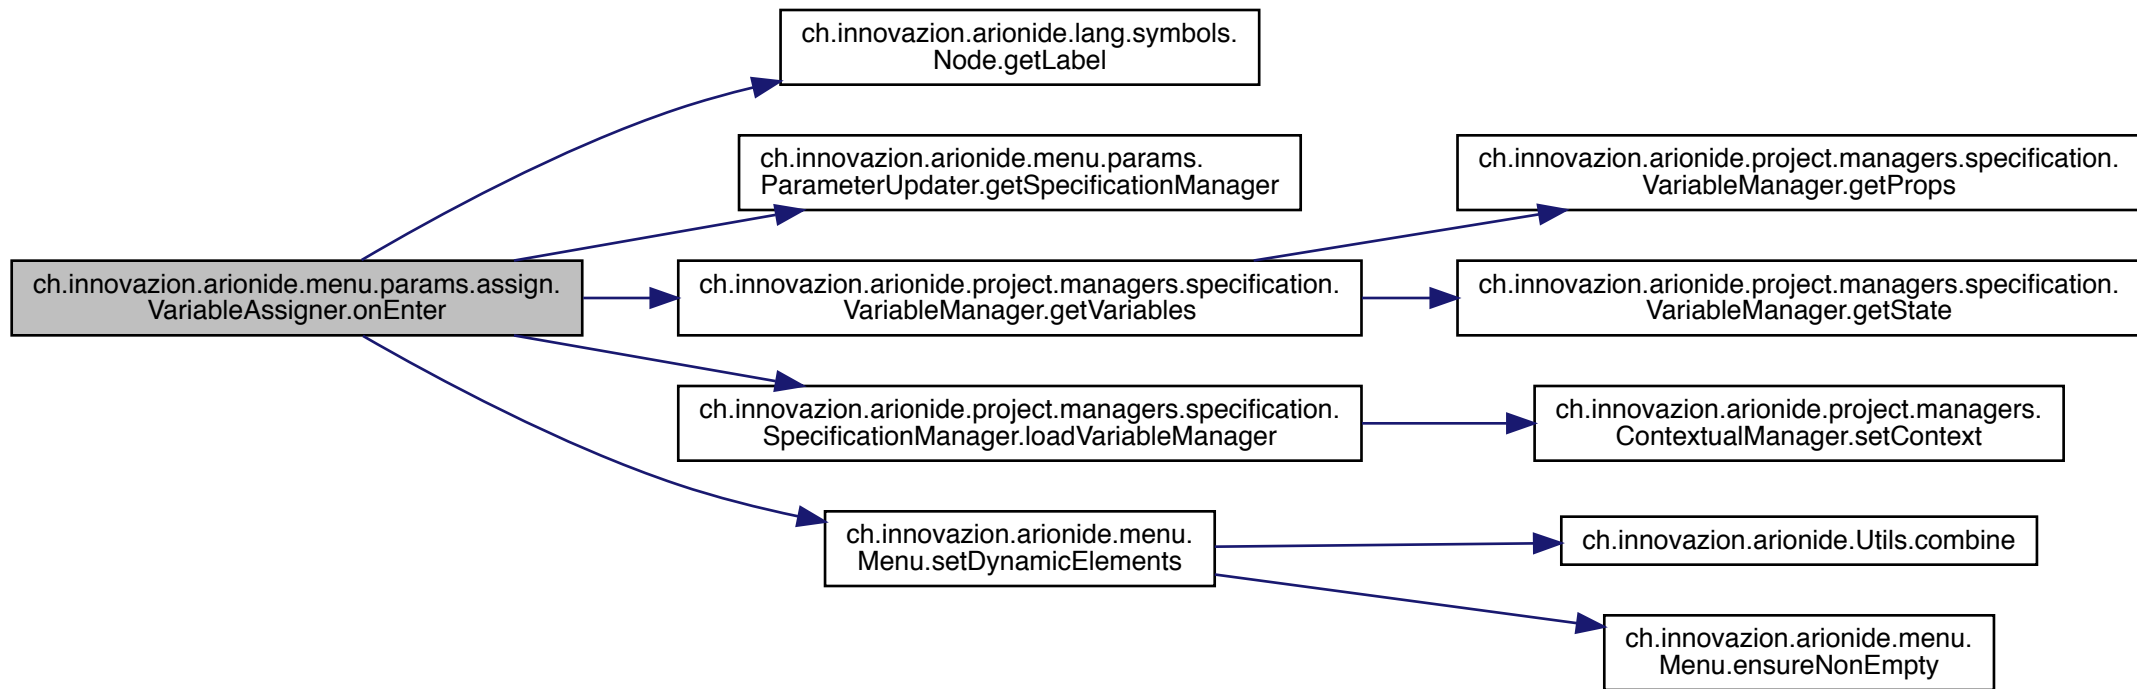 ch.innovazion.arionide.menu.params.assign.
VariableAssigner.onEnter
ch.innovazion.arionide.lang.symbols.
Node.getLabel
ch.innovazion.arionide.menu.params.
ParameterUpdater.getSpecificationManager
ch.innovazion.arionide.project.managers.specification.
VariableManager.getVariables
ch.innovazion.arionide.project.managers.specification.
VariableManager.getProps
ch.innovazion.arionide.project.managers.specification.
VariableManager.getState
ch.innovazion.arionide.project.managers.specification.
SpecificationManager.loadVariableManager
ch.innovazion.arionide.project.managers.
ContextualManager.setContext
ch.innovazion.arionide.menu.
Menu.setDynamicElements
ch.innovazion.arionide.Utils.combine
ch.innovazion.arionide.menu.
Menu.ensureNonEmpty